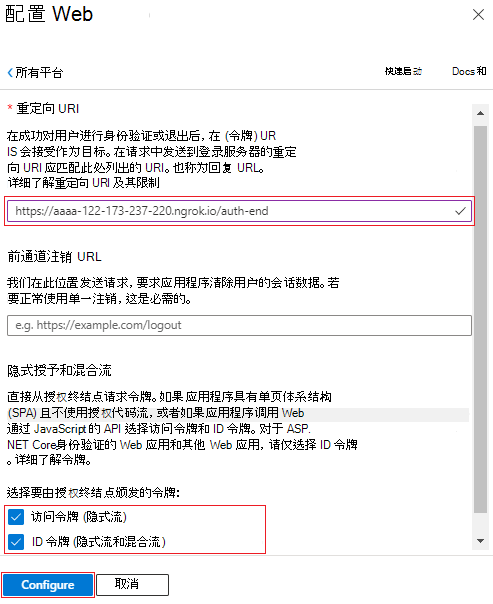 配置 Web
所有平台
快速启动
Docs 和
* 重定向 URI
在成功对用户进行身份验证或退出后，在 (令牌) UR
IS 会接受作为目标。在请求中发送到登录服务器的重定
向 URI 应匹配此处列出的 URI。也称为回复 URL。
详细了解重定向 URI 及其限制
https://aaaa-122-173-237-220.ngrok.io/auth-end
前通道注销 URL
我们在此位置发送请求，要求应用程序清除用户的会话数据。若
要正常使用单一注销，这是必需的。
e.g. https://example.com/logout
隐式授予和混合流
直接从授权终结点请求令牌。如果应用程序具有单页体系结构
(SPA) 且不使用授权代码流，或者如果应用程序调用 Web
通过 JavaScript 的 API 选择访问令牌和 ID 令牌。对于 ASP.
NET Core身份验证的 Web 应用和其他 Web 应用，请仅选择 ID 令牌
。详细了解令牌。
选择要由授权终结点颁发的令牌：
访问令牌 (隐式流)
ID 令牌 (隐式流和混合流)
Configure
取消